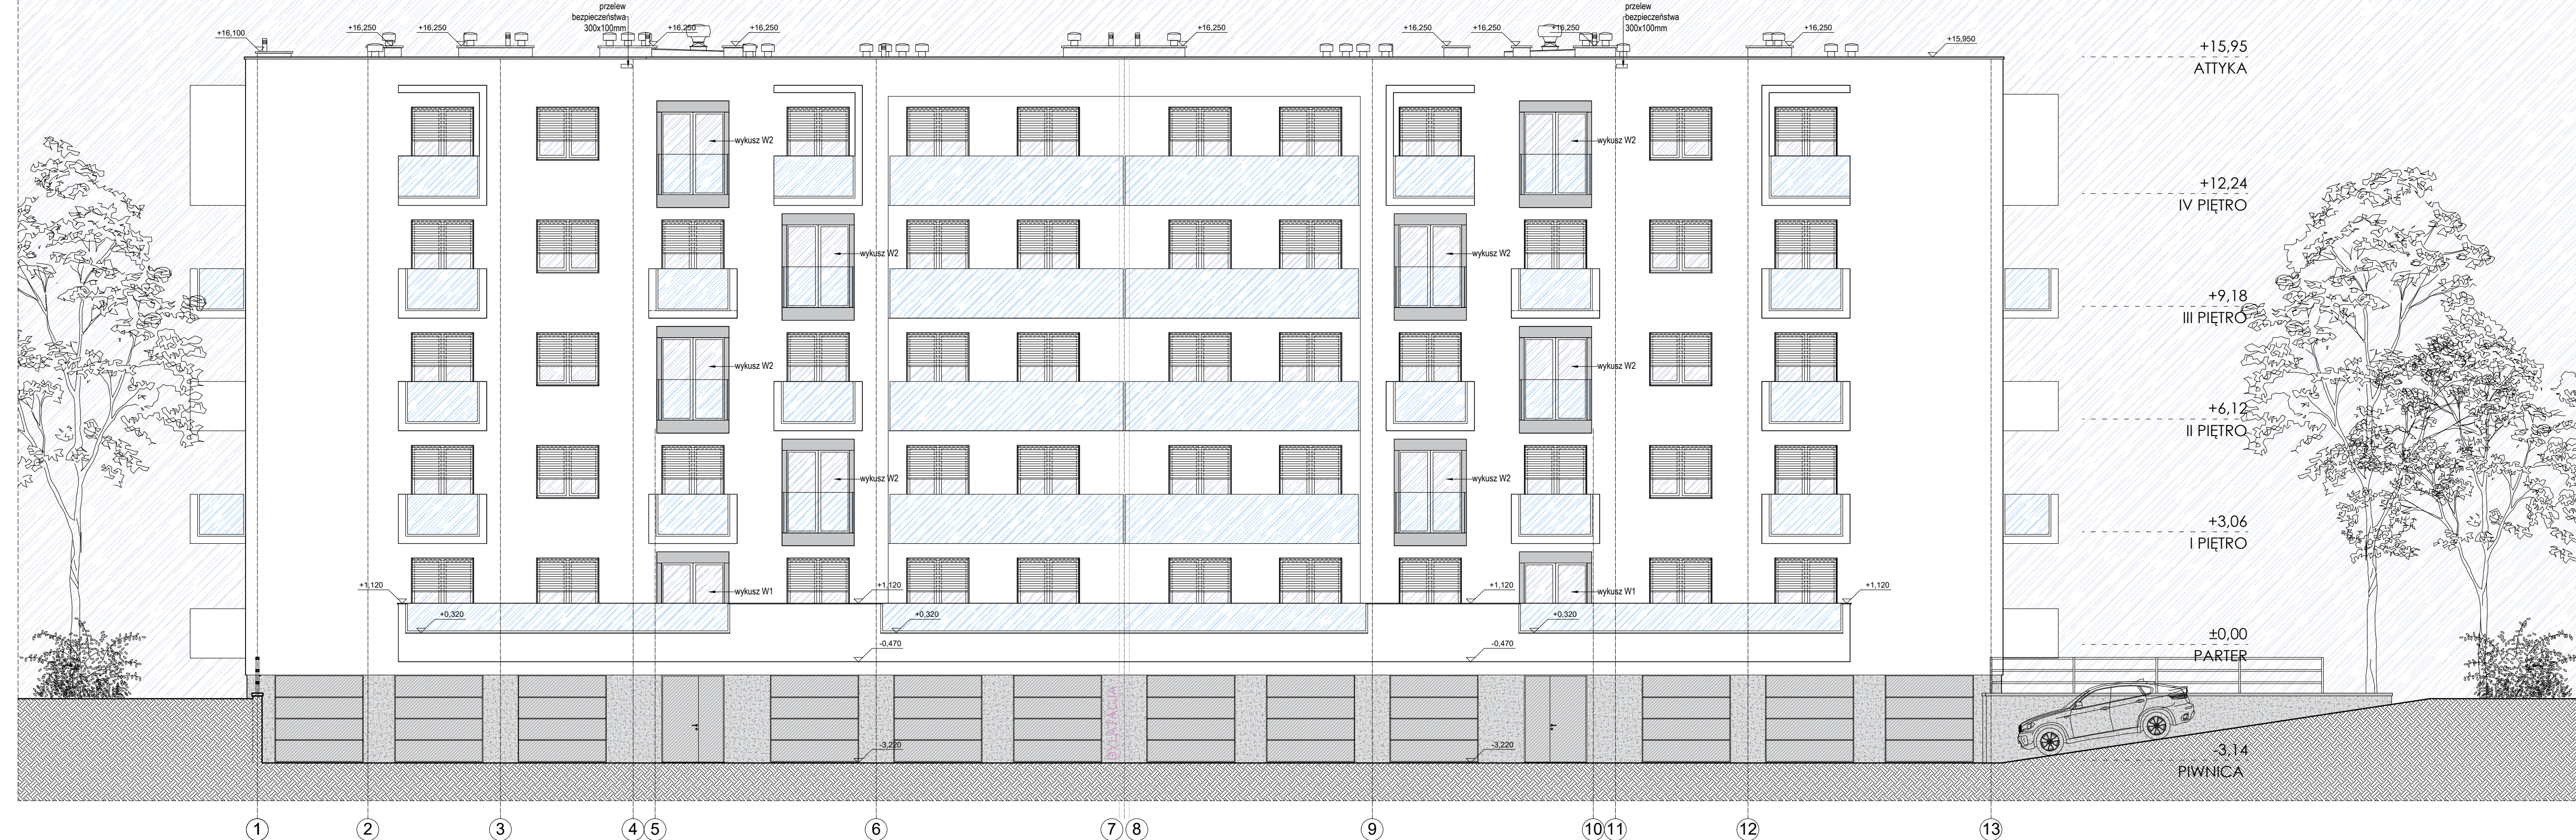 przelew
bezpieczeństwa
300x100mm
przelew
bezpieczeństwa
300x100mm
+16,100
+16,250
+16,250
+16,250
+16,250
+16,250
+16,250
+16,250
+16,250
+16,250
+15,950
+15,95
ATTYKA
wykusz W2
wykusz W2
+12,24
IV PIĘTRO
wykusz W2
wykusz W2
+9,18
III PIĘTRO
wykusz W2
wykusz W2
+6,12
II PIĘTRO
wykusz W2
wykusz W2
+3,06
I PIĘTRO
wykusz W1
wykusz W1
+1,120
+1,120
+1,120
+1,120
+0,320
+0,320
+0,320
-0,470
-0,470
±0,00
PARTER
DYLATACJA
-3,220
-3,220
-3,14
PIWNICA
1
2
3
4
5
6
7
8
9
10
11
12
13